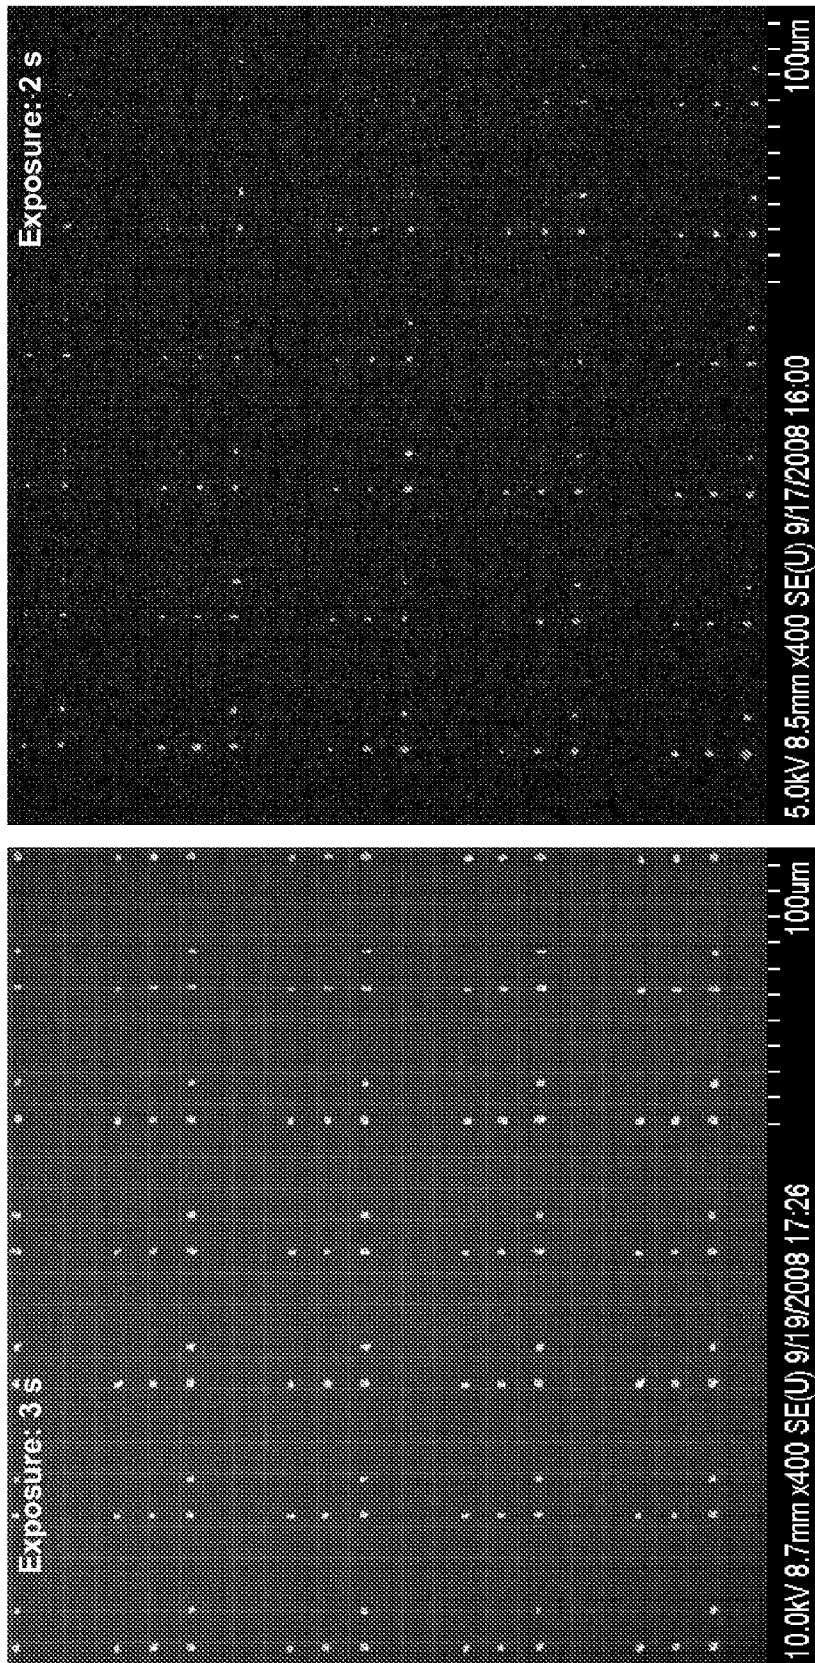 Exposure: 3 s
10.0kV 8.7mm x400 SE(U) 9/19/2008 17:26
100um
Exposure: 2 s
5.0kV 8.5mm x400 SE(U) 9/17/2008 16:00
100um